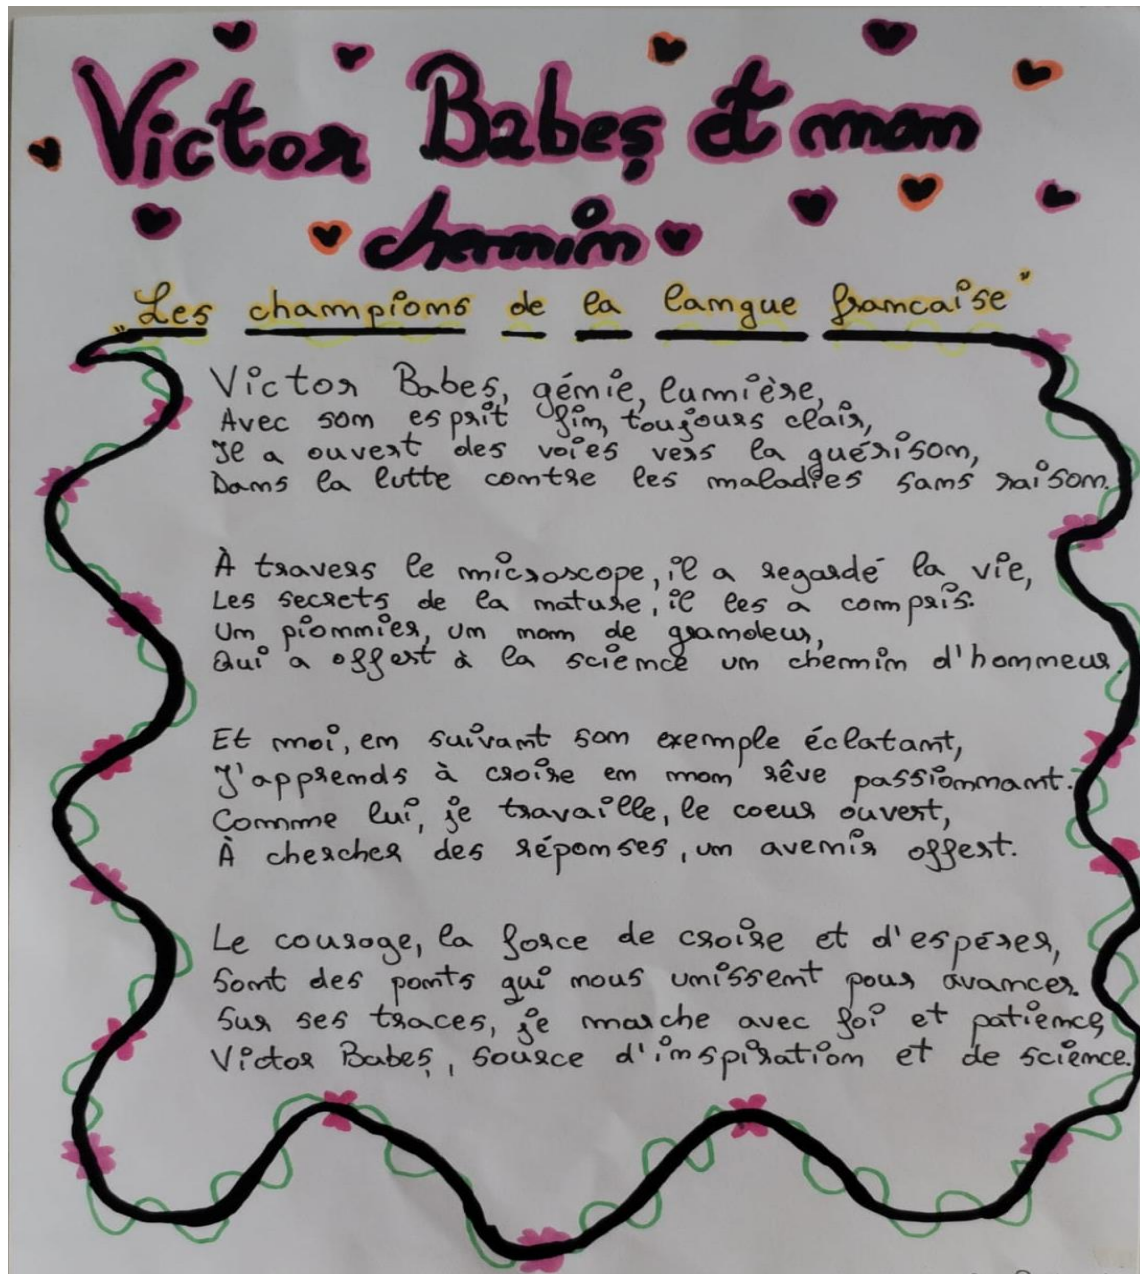 Victor Babeș et mon
chemin
„Les champions de la langue francaise”
Victor Babeș, génie, lumière,
Avec son esprit fin, toujours clair,
Il a ouvert des voies vers la guérison,
Dans la lutte contre les maladies sans raison.
À travers le microscope, il a regardé la vie,
Les secrets de la nature, il les a compris.
Un pionnier, un nom de grandeur,
Qui a offert à la science un chemin d'honneur.
Et moi, en suivant son exemple éclatant,
J'apprends à croire en mon rêve passionnant.
Comme lui, je travaille, le coeur ouvert,
À chercher des réponses, un avenir offert.
Le courage, la force de croire et d'espérer,
Sont des ponts qui nous unissent pour avancer.
Sur ses traces, je marche avec foi et patience,
Victor Babeș, source d'inspiration et de science.